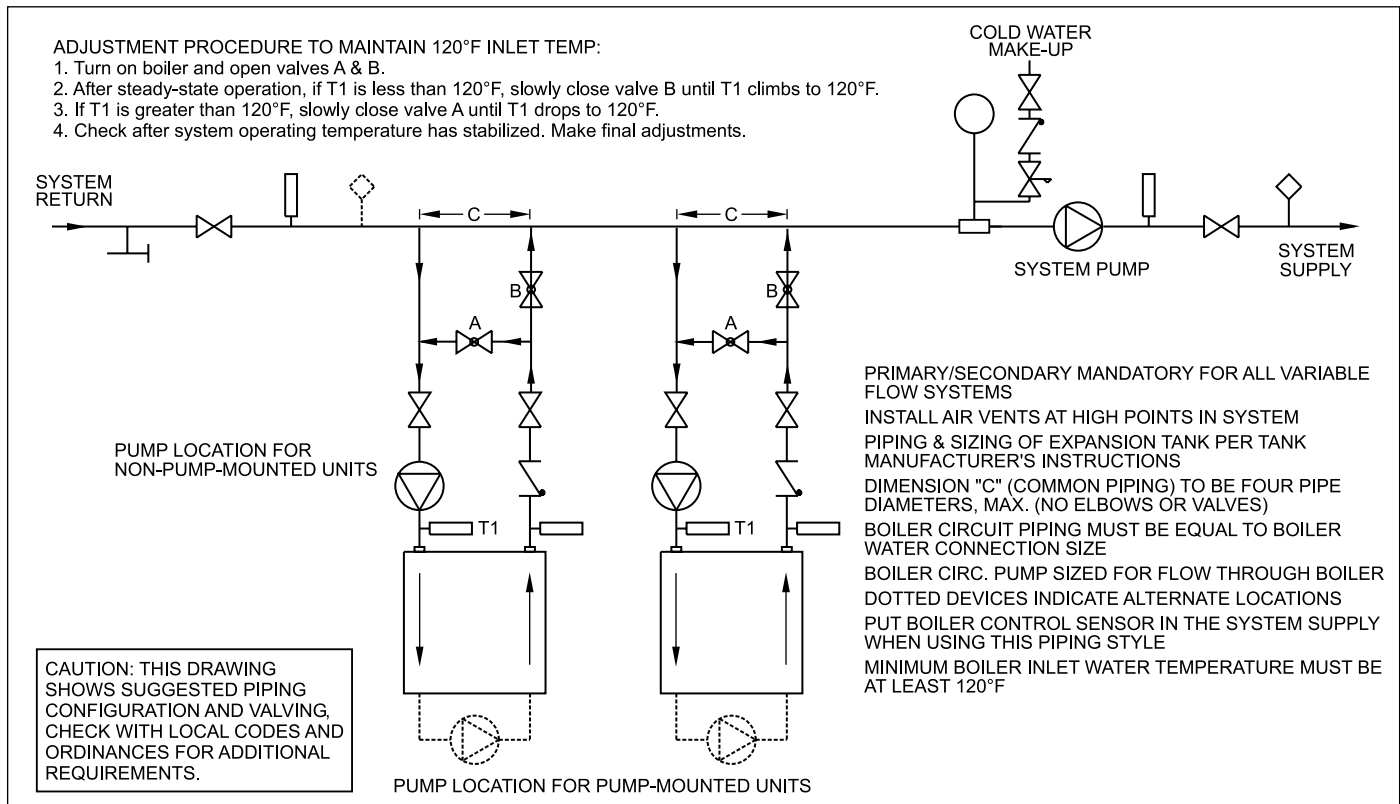 ADJUSTMENT PROCEDURE TO MAINTAIN 120°F INLET TEMP:
1. Turn on boiler and open valves A & B.
2. After steady-state operation, if T1 is less than 120°F, slowly close valve B until T1 climbs to 120°F.
3. If T1 is greater than 120°F, slowly close valve A until T1 drops to 120°F.
4. Check after system operating temperature has stabilized. Make final adjustments.
COLD WATER
MAKE-UP
SYSTEM
RETURN
C
C
SYSTEM PUMP
SYSTEM
SUPPLY
B
B
A
A
PUMP LOCATION FOR
NON-PUMP-MOUNTED UNITS
T1
T1
PRIMARY/SECONDARY MANDATORY FOR ALL VARIABLE
FLOW SYSTEMS
INSTALL AIR VENTS AT HIGH POINTS IN SYSTEM
PIPING & SIZING OF EXPANSION TANK PER TANK
MANUFACTURER'S INSTRUCTIONS
DIMENSION "C" (COMMON PIPING) TO BE FOUR PIPE
DIAMETERS, MAX. (NO ELBOWS OR VALVES)
BOILER CIRCUIT PIPING MUST BE EQUAL TO BOILER
WATER CONNECTION SIZE
BOILER CIRC. PUMP SIZED FOR FLOW THROUGH BOILER
DOTTED DEVICES INDICATE ALTERNATE LOCATIONS
PUT BOILER CONTROL SENSOR IN THE SYSTEM SUPPLY
WHEN USING THIS PIPING STYLE
MINIMUM BOILER INLET WATER TEMPERATURE MUST BE
AT LEAST 120°F
CAUTION: THIS DRAWING
SHOWS SUGGESTED PIPING
CONFIGURATION AND VALVING,
CHECK WITH LOCAL CODES AND
ORDINANCES FOR ADDITIONAL
REQUIREMENTS.
PUMP LOCATION FOR PUMP-MOUNTED UNITS